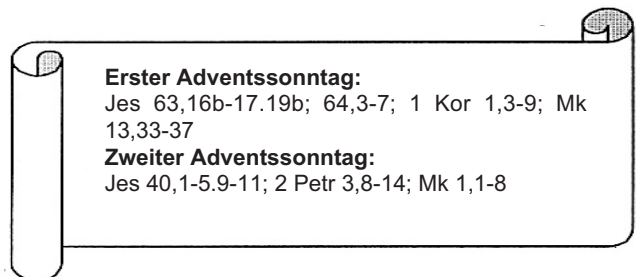 Erster Adventssonntag:
Jes 63,16b-17.19b; 64,3-7; 1 Kor 1,3-9; Mk
13,33-37
Zweiter Adventssonntag:
Jes 40,1-5.9-11; 2 Petr 3,8-14; Mk 1,1-8